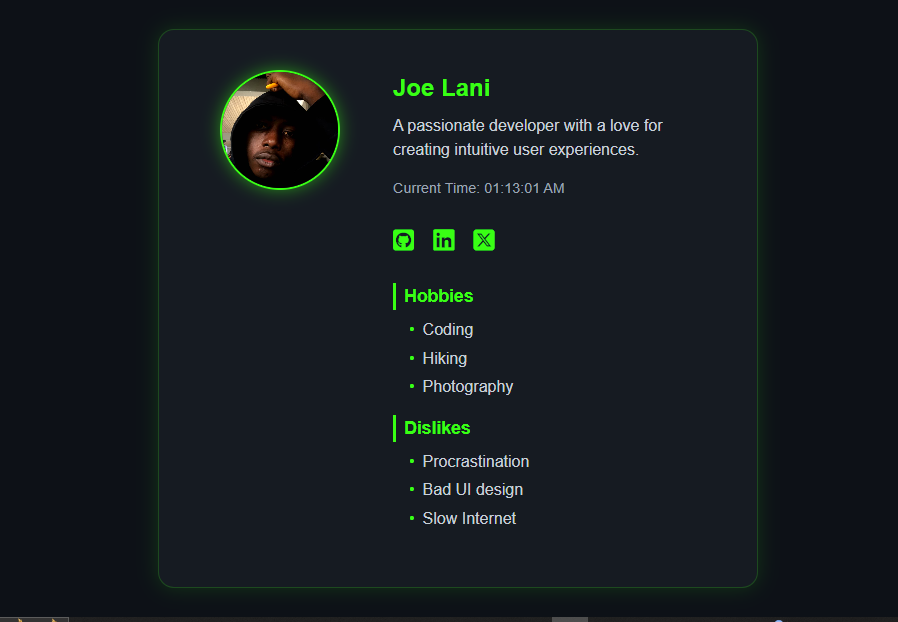 Joe Lani
A passionate developer with a love for
creating intuitive user experiences.
Current Time: 01:13:01 AM
in X
Hobbies
• Coding
• Hiking
• Photography
Dislikes
• Procrastination
• Bad UI design
• Slow Internet